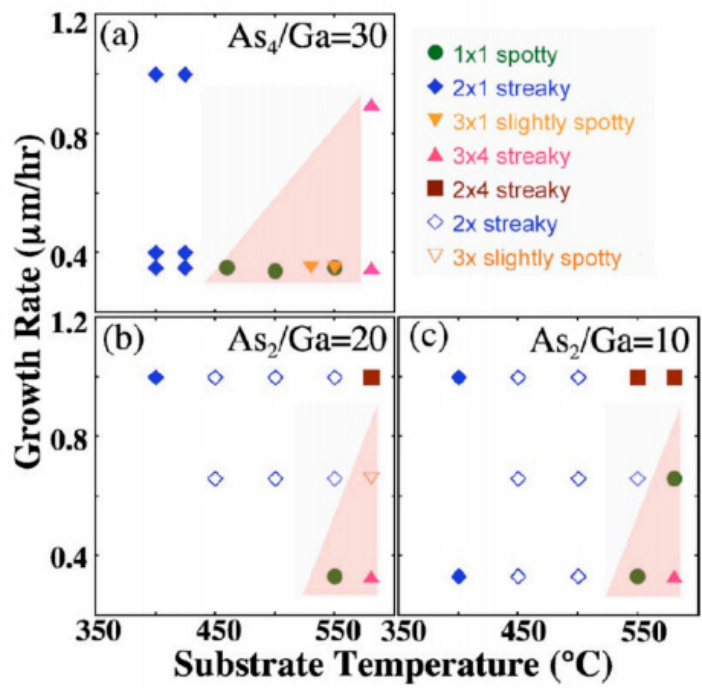 1.2
(a)
As₄/Ga=30
0.8
0.4
1x1 spotty
2x1 streaky
3x1 slightly spotty
3x4 streaky
2x4 streaky
2x streaky
3x slightly spotty
Growth Rate (μm/hr)
1.2
(b)
As₂/Ga=20
(c)
As₂/Ga=10
0.8
0.4
350
450
550
350
450
550
Substrate Temperature (°C)